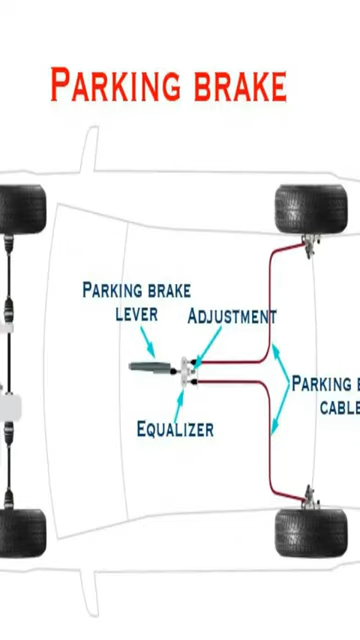 PARKING BRAKE
PARKING BRAKE
LEVER
ADJUSTMENT
EQUALIZER
PARKING B
CABLE